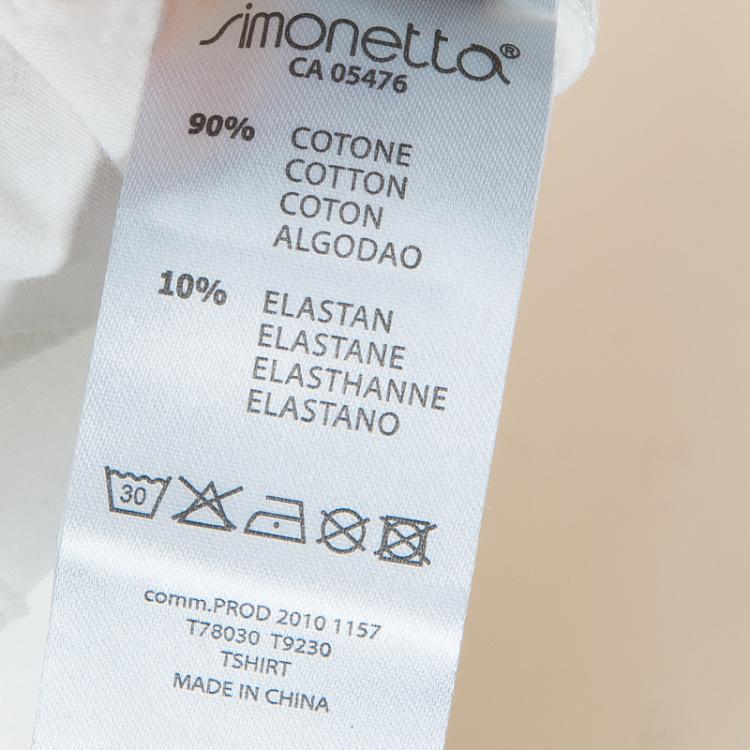 simonetta®
CA 05476
90% COTONE
COTTON
COTON
ALGODAO
10% ELASTAN
ELASTANE
ELASTHANNE
ELASTANO
30
comm.PROD 2010 1157
T78030 T9230
TSHIRT
MADE IN CHINA